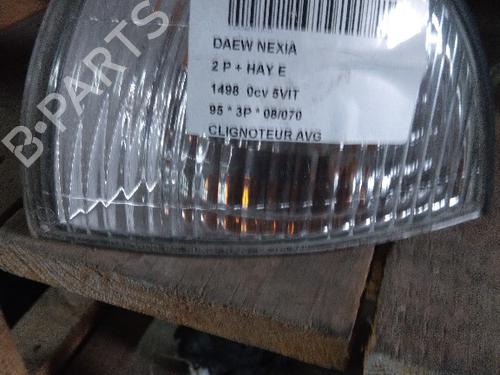 B-PARTS
DAEW NEXIA
2 P + HAY E
1498 0cv 5VIT
95 * 3P * 08/070
CLIGNOTEUR AVG